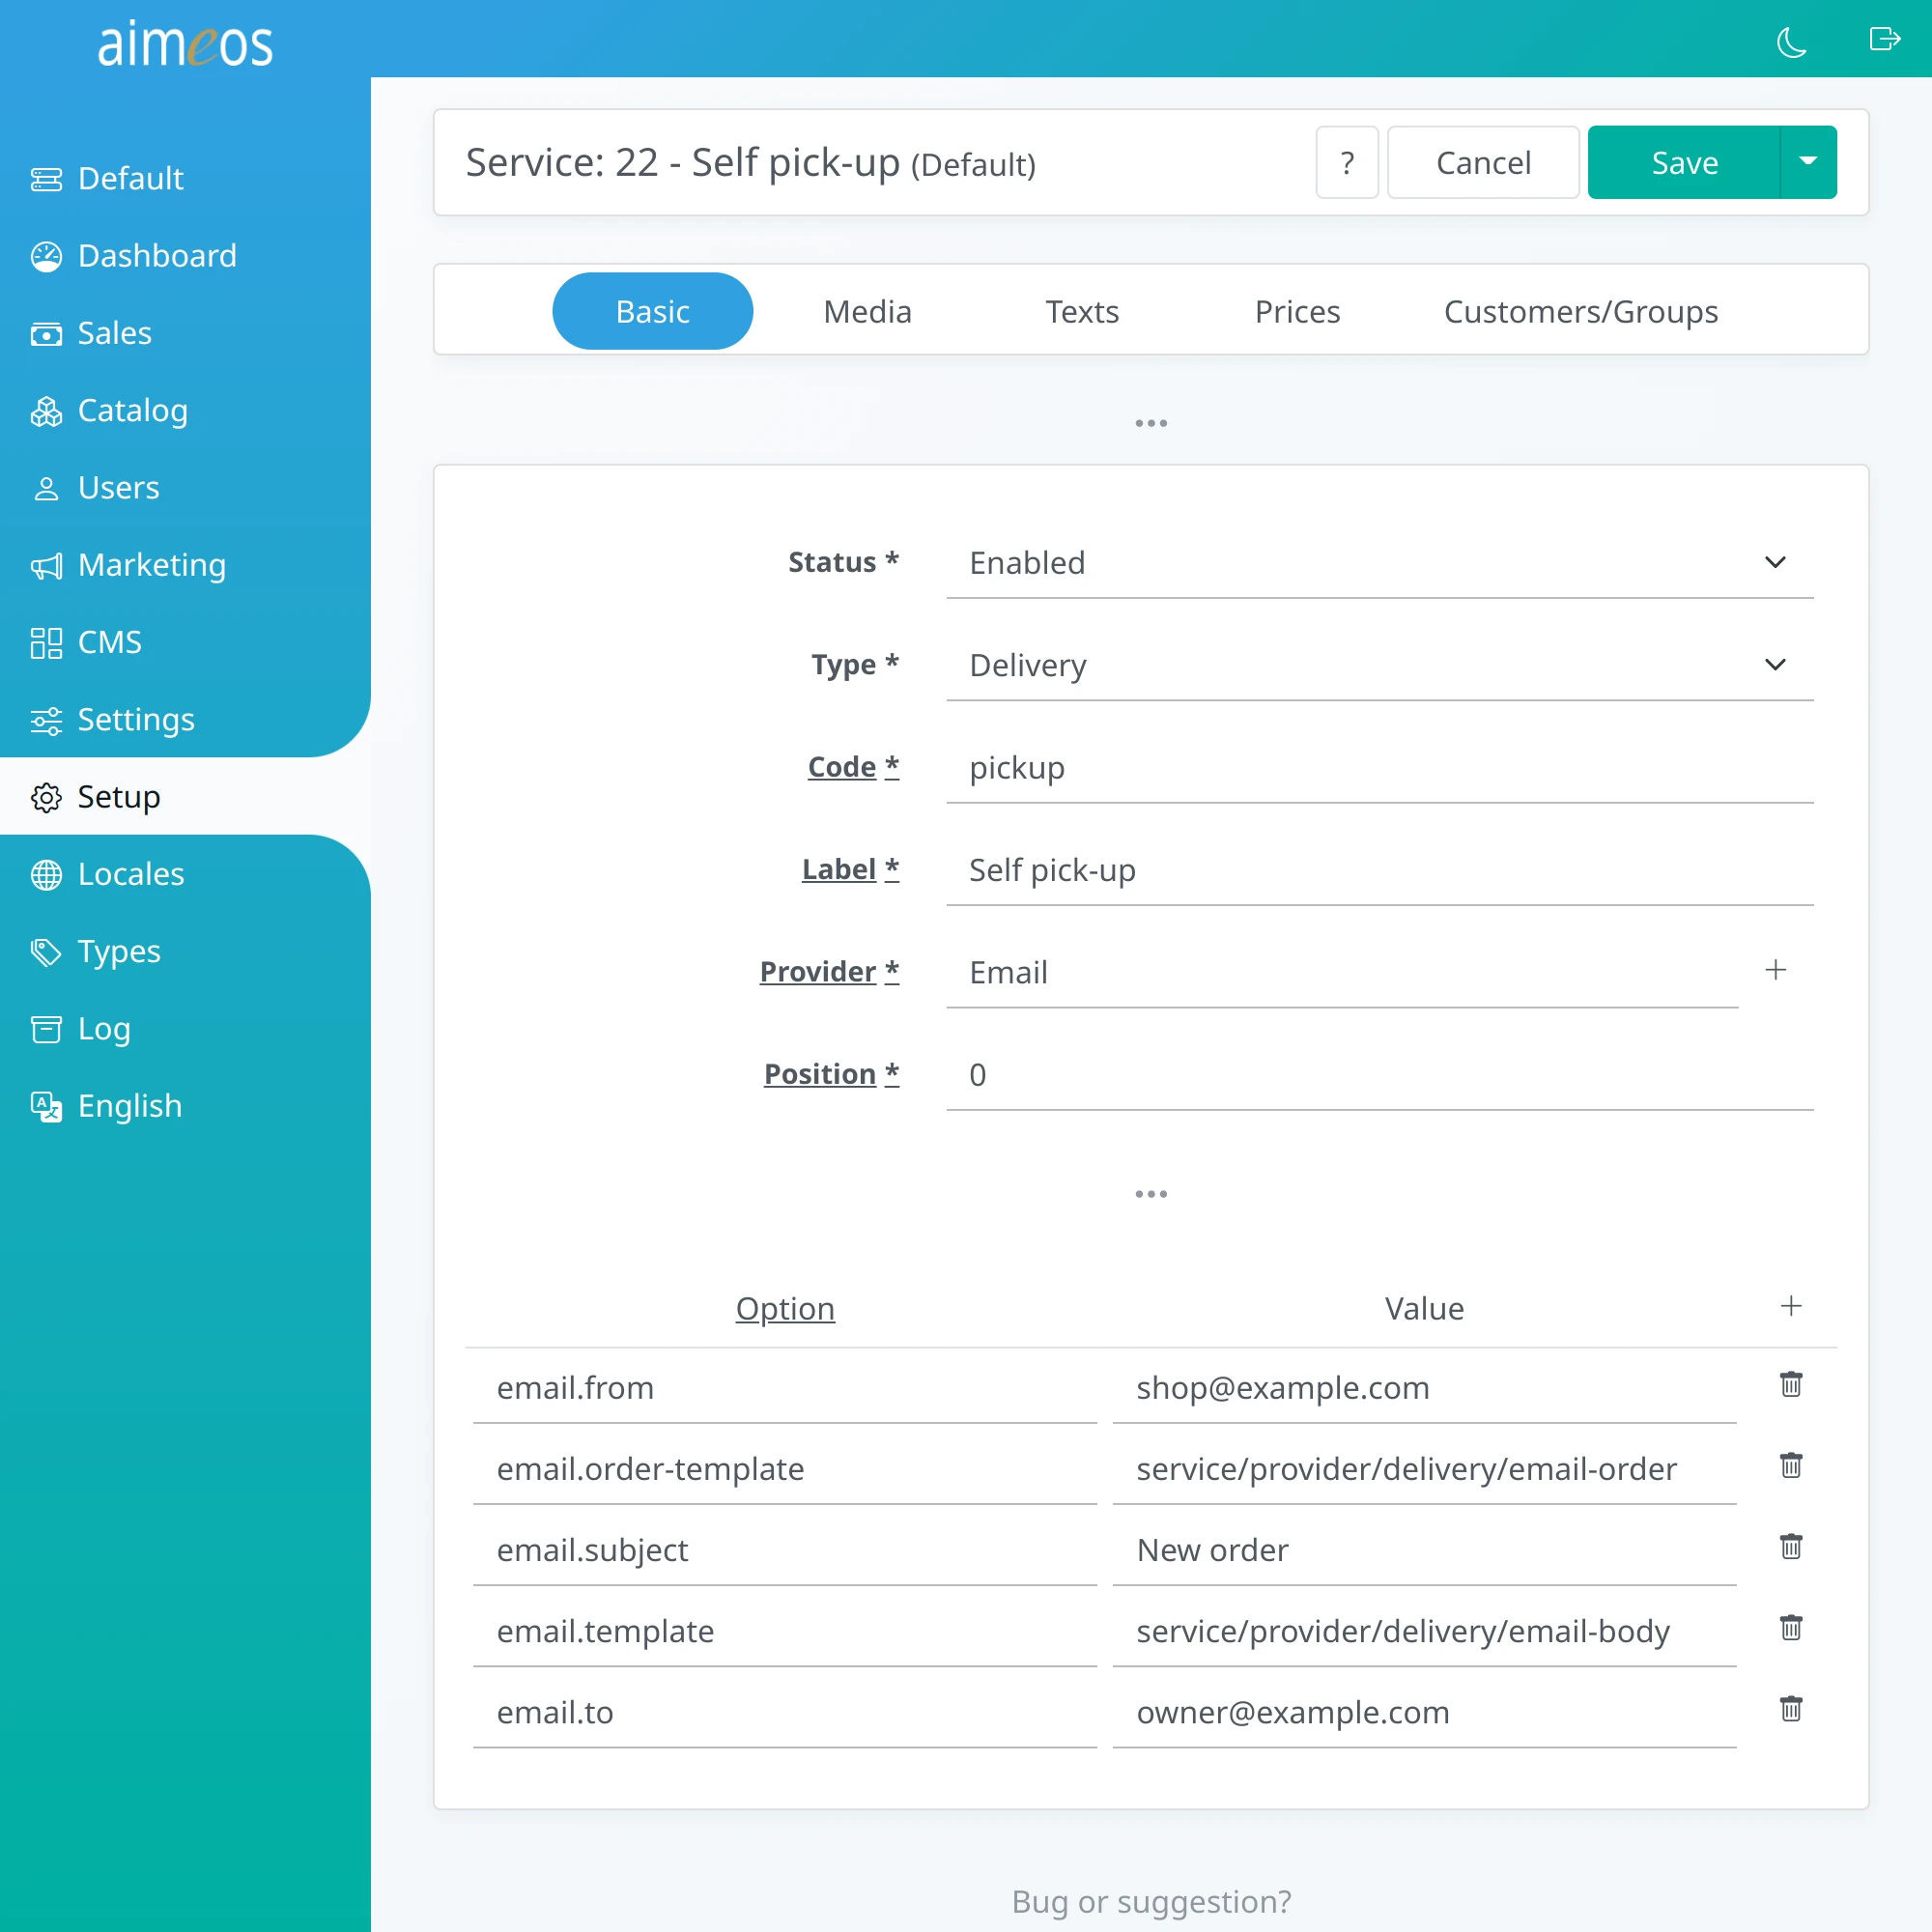 aimeos
Default
Dashboard
Sales
Catalog
Users
Marketing
CMS
Settings
Setup
Locales
Types
Log
English
Service: 22 - Self pick-up (Default)
?
Cancel
Save
Basic
Media
Texts
Prices
Customers/Groups
Status * Enabled
Type * Delivery
Code * pickup
Label * Self pick-up
Provider * Email
Position * 0
Option Value
email.from shop@example.com
email.order-template service/provider/delivery/email-order
email.subject New order
email.template service/provider/delivery/email-body
email.to owner@example.com
Bug or suggestion?